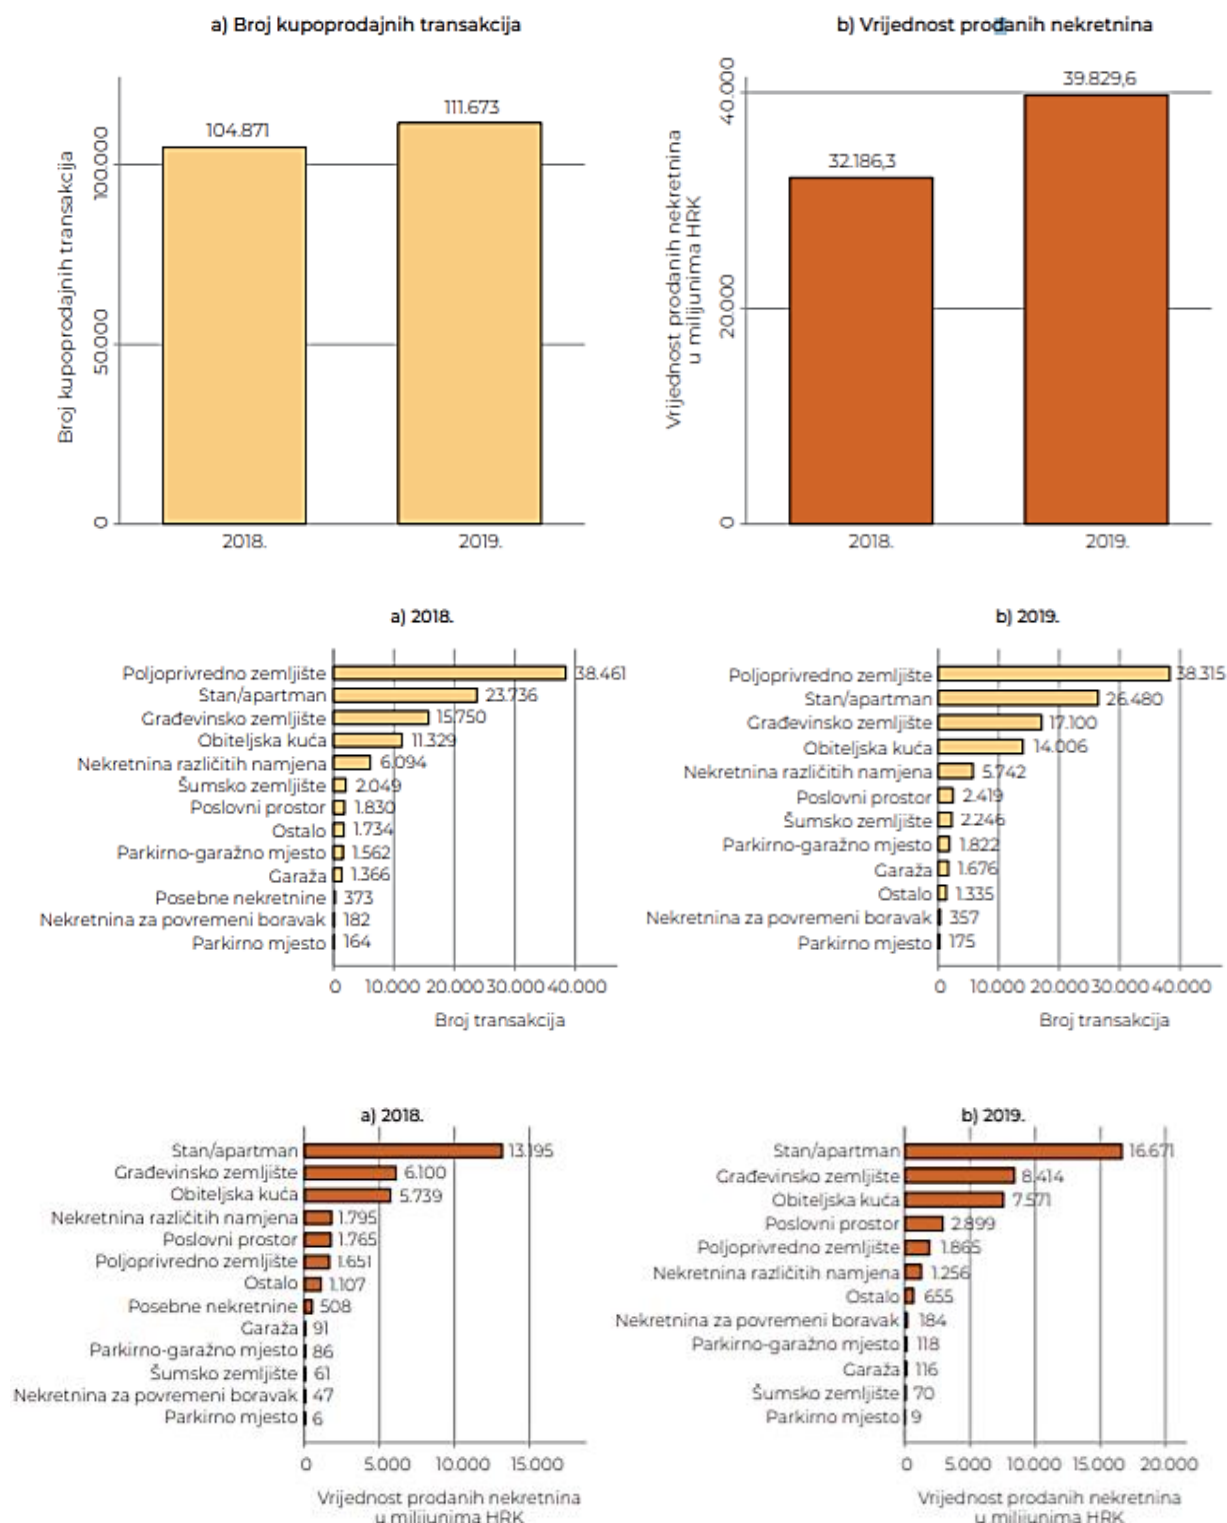 a) Broj kupoprodajnih transakcija
Broj kupoprodajnih transakcija
100.000
50.000
0
104.871
111.673
2018.
2019.
b) Vrijednost prodanih nekretnina
Vrijednost prodanih nekretnina
u milijunima HRK
40.000
20.000
0
32.186,3
39.829,6
2018.
2019.
a) 2018.
Poljoprivredno zemljište 38.461
Stan/apartman 23.736
Građevinsko zemljište 15.750
Obiteljska kuća 11.329
Nekretnina različitih namjena 6.094
Šumsko zemljište 2.049
Poslovni prostor 1.830
Ostalo 1.734
Parkirno-garažno mjesto 1.562
Garaža 1.366
Posebne nekretnine 373
Nekretnina za povremeni boravak 182
Parkirno mjesto 164
0 10.000 20.000 30.000 40.000
Broj transakcija
b) 2019.
Poljoprivredno zemljište 38.315
Stan/apartman 26.480
Građevinsko zemljište 17.100
Obiteljska kuća 14.006
Nekretnina različitih namjena 5.742
Poslovni prostor 2.419
Šumsko zemljište 2.246
Parkirno-garažno mjesto 1.822
Garaža 1.676
Ostalo 1.335
Nekretnina za povremeni boravak 357
Parkirno mjesto 175
0 10.000 20.000 30.000 40.000
Broj transakcija
a) 2018.
Stan/apartman 13.195
Građevinsko zemljište 6.100
Obiteljska kuća 5.739
Nekretnina različitih namjena 1.795
Poslovni prostor 1.765
Poljoprivredno zemljište 1.651
Ostalo 1.107
Posebne nekretnine 508
Garaža 91
Parkirno-garažno mjesto 86
Šumsko zemljište 61
Nekretnina za povremeni boravak 47
Parkirno mjesto 6
0 5.000 10.000 15.000
Vrijednost prodanih nekretnina
u milijunima HRK
b) 2019.
Stan/apartman 16.671
Građevinsko zemljište 8.414
Obiteljska kuća 7.571
Poslovni prostor 2.899
Poljoprivredno zemljište 1.865
Nekretnina različitih namjena 1.256
Ostalo 655
Nekretnina za povremeni boravak 184
Parkirno-garažno mjesto 118
Garaža 116
Šumsko zemljište 70
Parkirno mjesto 9
0 5.000 10.000 15.000 20.000
Vrijednost prodanih nekretnina
u milijunima HRK